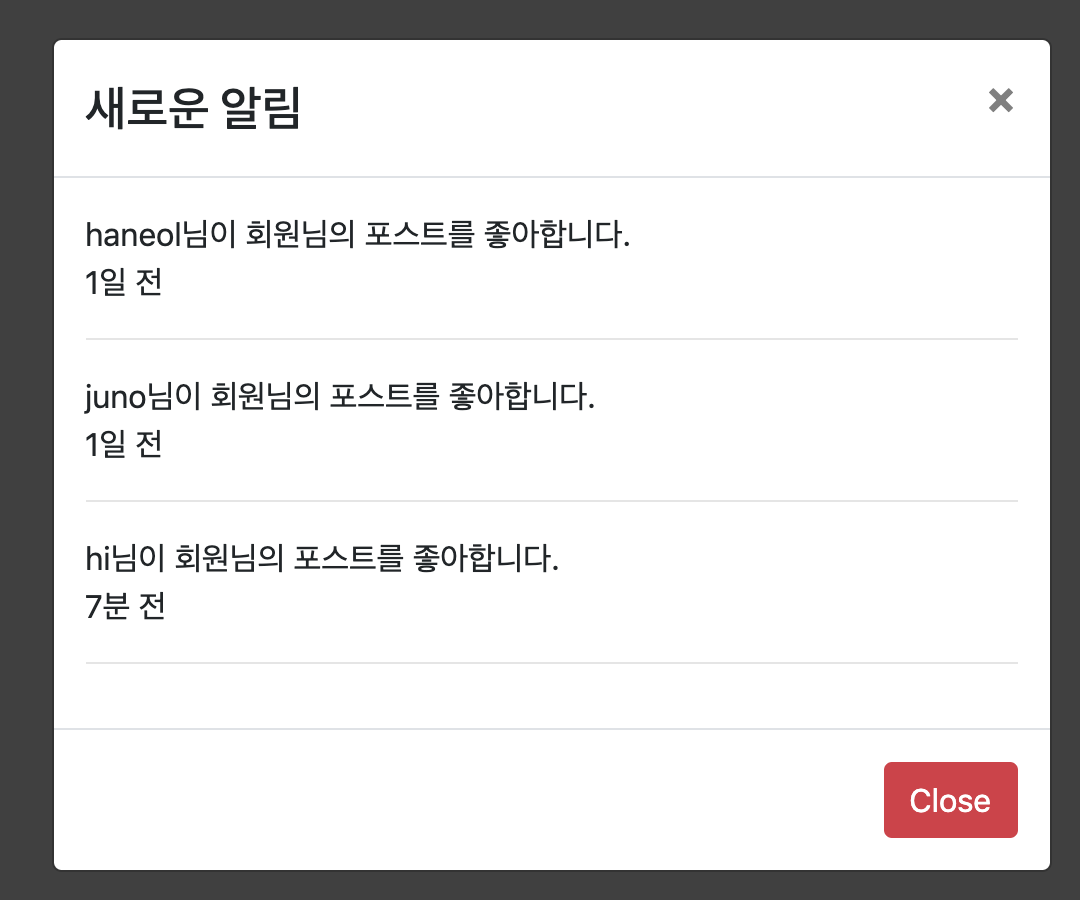 새로운 알림
×
haneol님이 회원님의 포스트를 좋아합니다.
1일 전
juno님이 회원님의 포스트를 좋아합니다.
1일 전
hi님이 회원님의 포스트를 좋아합니다.
7분 전
Close